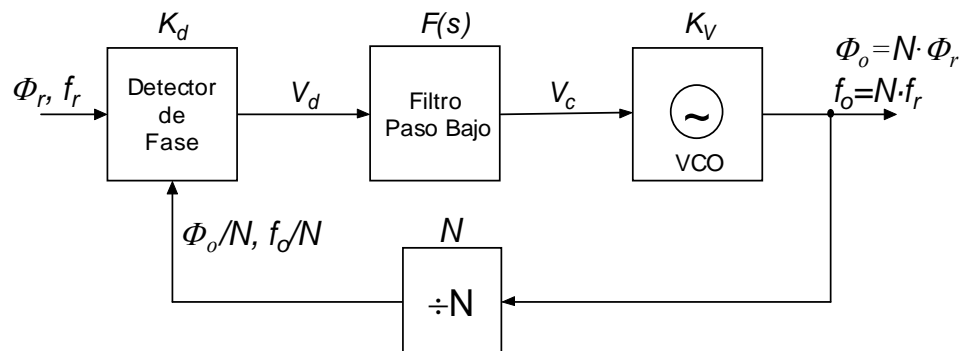 K_d
F(s)
K_V
Φ_r, f_r
Detector
de
Fase
V_d
Filtro
Paso Bajo
V_c
~
VCO
Φ_o=N· Φ_r
f_o=N·f_r
Φ_o/N, f_o/N
N
÷N